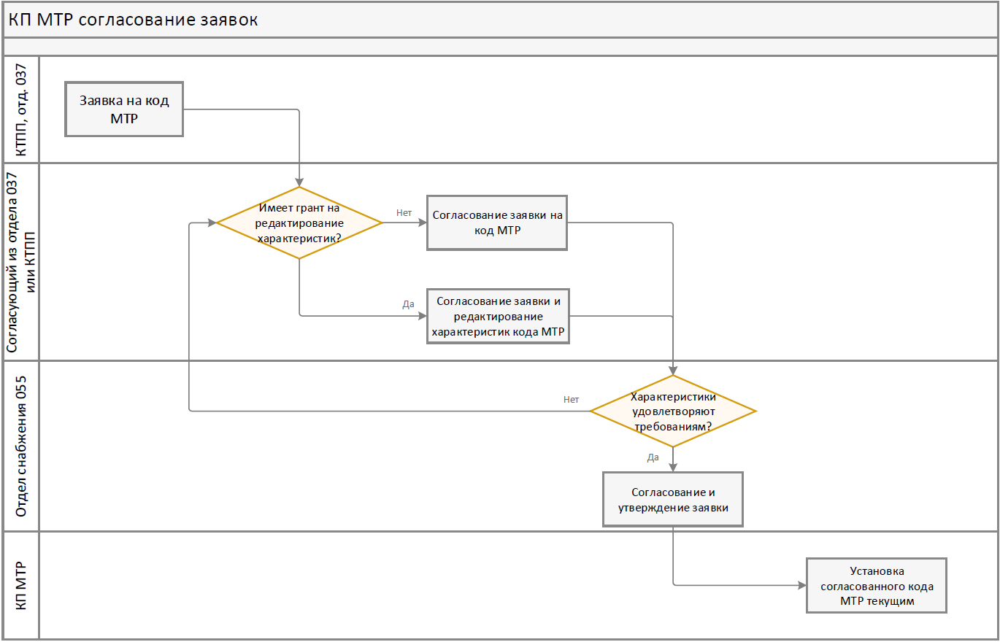 КП МТР согласование заявок
КТПП, отд. 037
Заявка на код
МТР
Согласующий из отдела 037
или КТПП
Имеет грант на
редактирование
характеристик?
Нет
Согласование заявки на
код МТР
Да
Согласование заявки и
редактирование
характеристик кода МТР
Отдел снабжения 055
Нет
Характеристики
удовлетворяют
требованиям?
Да
Согласование и
утверждение заявки
КП МТР
Установка
согласованного кода
МТР текущим